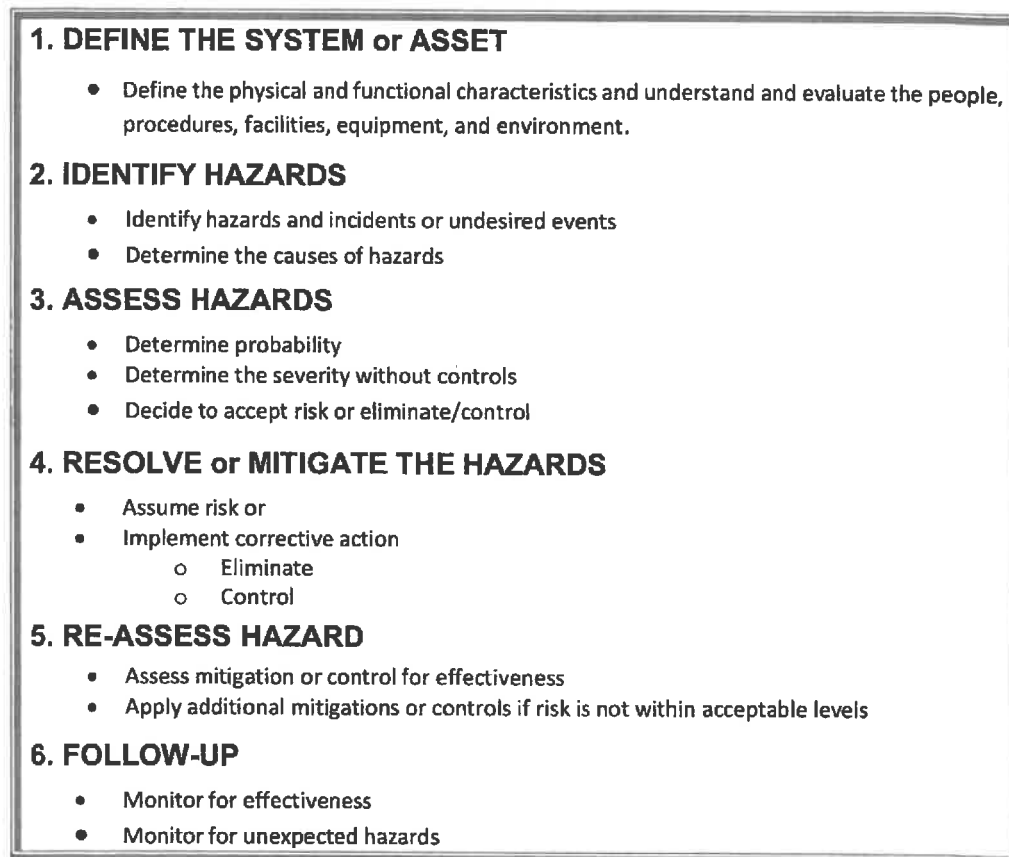 1. DEFINE THE SYSTEM or ASSET
• Define the physical and functional characteristics and understand and evaluate the people,
procedures, facilities, equipment, and environment.
2. IDENTIFY HAZARDS
• Identify hazards and incidents or undesired events
• Determine the causes of hazards
3. ASSESS HAZARDS
• Determine probability
• Determine the severity without controls
• Decide to accept risk or eliminate/control
4. RESOLVE or MITIGATE THE HAZARDS
• Assume risk or
• Implement corrective action
o Eliminate
o Control
5. RE-ASSESS HAZARD
• Assess mitigation or control for effectiveness
• Apply additional mitigations or controls if risk is not within acceptable levels
6. FOLLOW-UP
• Monitor for effectiveness
• Monitor for unexpected hazards